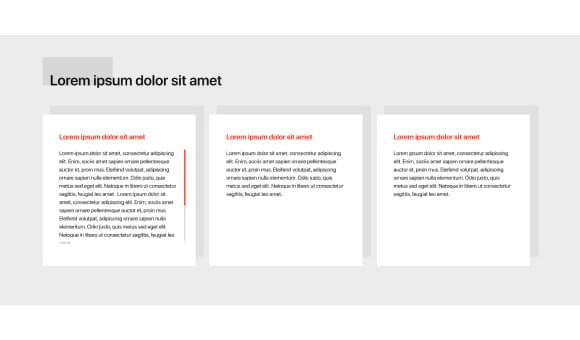 Lorem ipsum dolor sit amet
Lorem ipsum dolor sit amet
Lorem ipsum dolor sit amet, consectetur adipiscing
elit. Enim, sociis amet sapien ornare pellentesque
auctor et, proin mus. Eleifend volutpat, adipiscing
ornare sapien nulla elementum. Odio justo, quis
metus sed eget elit. Natoque in libero ut consectetur
sagittis, feugiat leo amet. Lorem ipsum dolor sit
amet, consectetur adipiscing elit. Enim, sociis amet
sapien ornare pellentesque auctor et, proin mus.
Eleifend volutpat, adipiscing ornare sapien nulla
elementum. Odio justo, quis metus sed eget elit.
Natoque in libero ut consectetur sagittis, feugiat leo
Lorem ipsum dolor sit amet
Lorem ipsum dolor sit amet, consectetur adipiscing
elit. Enim, sociis amet sapien ornare pellentesque
auctor et, proin mus. Eleifend volutpat, adipiscing
ornare sapien nulla elementum. Odio justo, quis
metus sed eget elit. Natoque in libero ut consectetur
sagittis, feugiat leo amet.
Lorem ipsum dolor sit amet
Lorem ipsum dolor sit amet, consectetur adipiscing
elit. Enim, sociis amet sapien ornare pellentesque
auctor et, proin mus. Eleifend volutpat, adipiscing
ornare sapien nulla elementum. Odio justo, quis
metus sed eget elit. Natoque in libero ut consectetur
sagittis, feugiat leo amet.